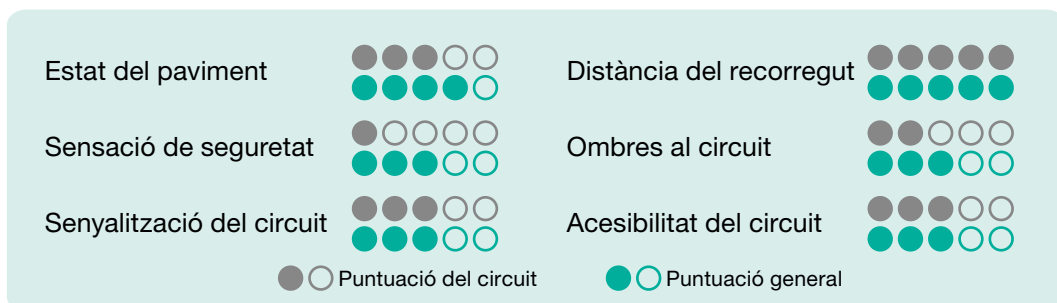 Estat del paviment
Distància del recorregut
Sensació de seguretat
Ombres al circuit
Senyalització del circuit
Acesibilitat del circuit
Puntuació del circuit
Puntuació general